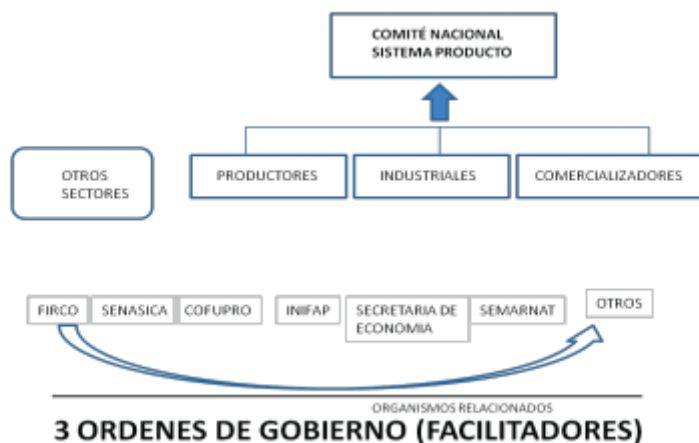 COMITÉ NACIONAL
SISTEMA PRODUCTO
OTROS
SECTORES
PRODUCTORES
INDUSTRIALES
COMERCIALIZADORES
FIRCO
SENASICA
COFUPRO
INIFAP
SECRETARIA DE
ECONOMIA
SEMARNAT
OTROS
ORGANISMOS RELACIONADOS
3 ORDENES DE GOBIERNO (FACILITADORES)